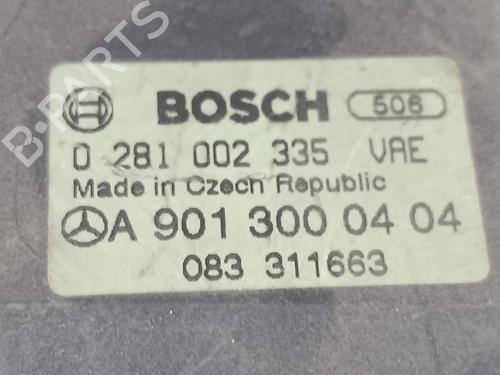 BOSCH 506
0 281 002 335 VAE
Made in Czech Republic
A 901 300 04 04
083 311663
B-PARTS